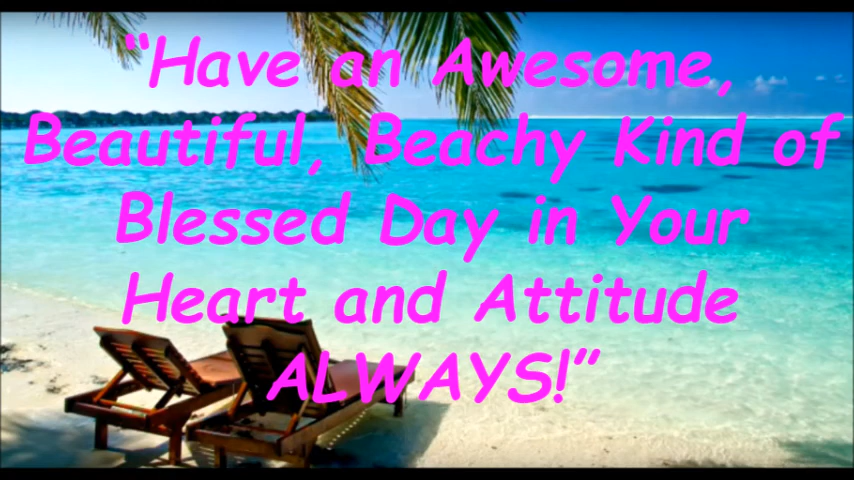 “Have an Awesome,
Beautiful, Beachy Kind of
Blessed Day in Your
Heart and Attitude
ALWAYS!”